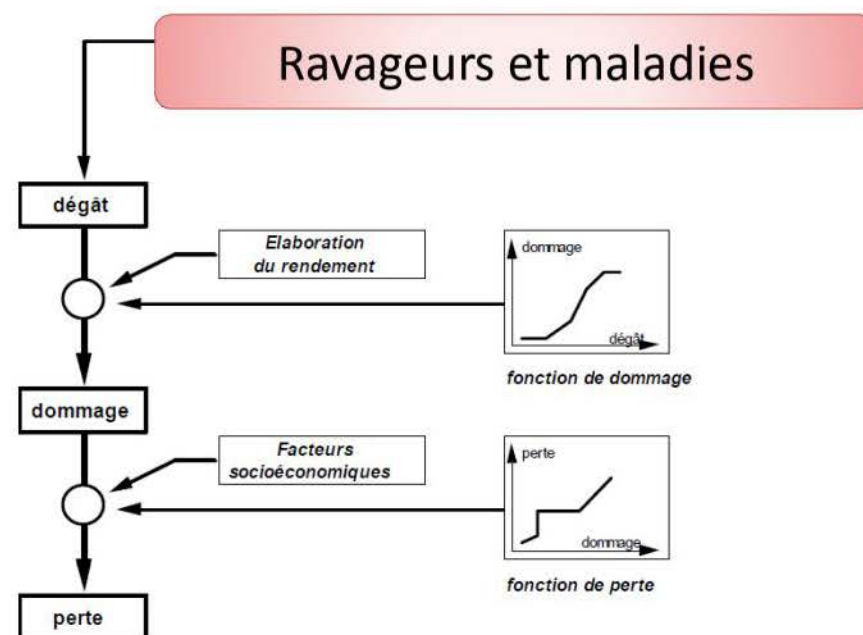 Ravageurs et maladies
dégât
Elaboration
du rendement
dommage
dégât
fonction de dommage
dommage
Facteurs
socioéconomiques
perte
dommage
fonction de perte
perte